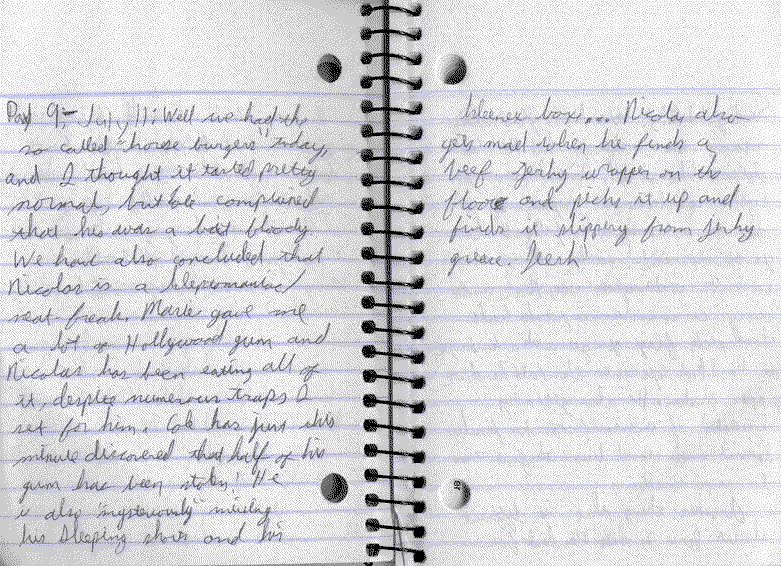 Day 9;- July 11; Well we had the
so called "horse burgers" today,
and I thought it tasted pretty
normal, but Cole complained
that his was a bit bloody.
We have also concluded that
Nicolas is a kleptomaniac/
neat-freak. Marie gave me
a lot of Hollywood gum and
Nicolas has been eating all of
it, despite numerous traps I
set for him. Cole has just this
minute discovered that half of his
gum has been stolen! He
is also "mysteriously" missing
his sleeping shirt and his
kleenex box... Nicolas also
gets mad when he finds a
beef jerky wrapper on the
floor and picks it up and
finds it slippery from jerky
grease. Jeesh!